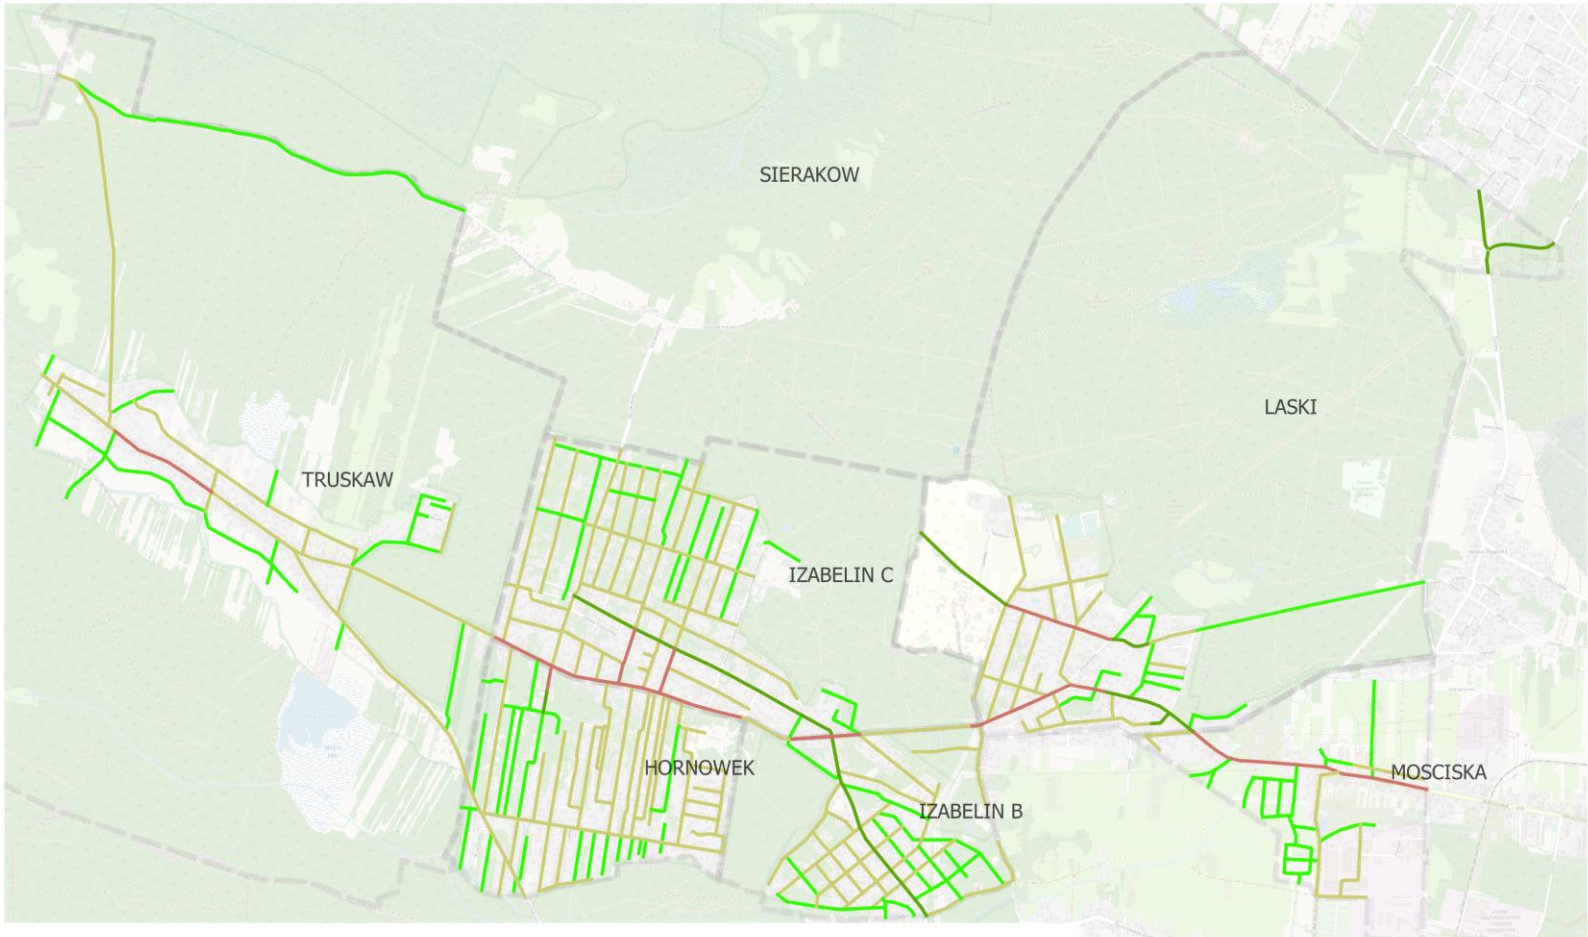 SIERAKOW
LASKI
TRUSKAW
IZABELIN C
HORNOWEK
MOSCISKA
IZABELIN B